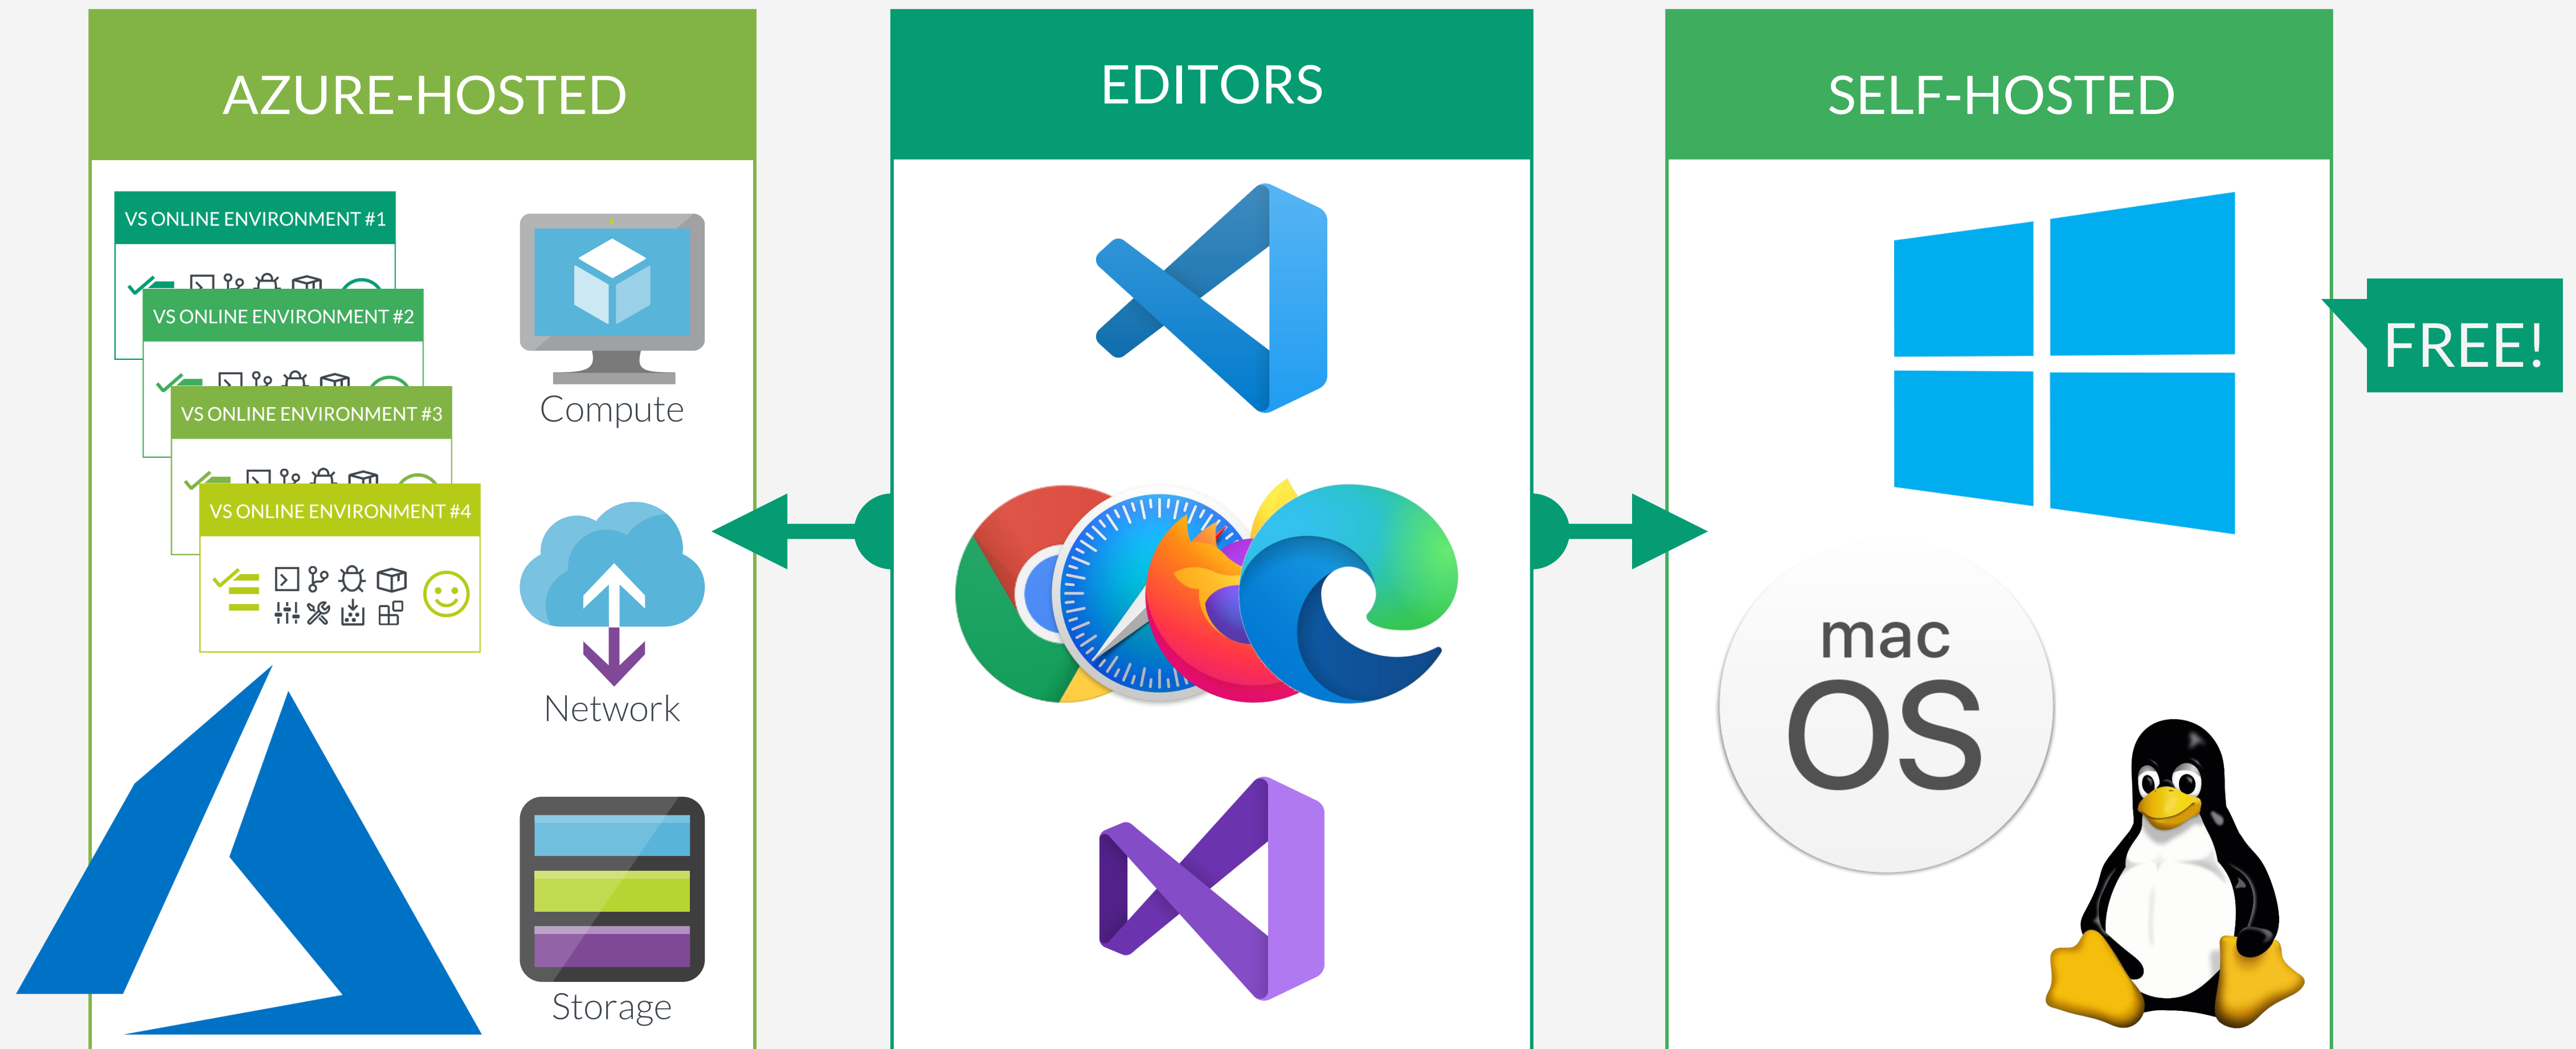 AZURE-HOSTED
VS ONLINE ENVIRONMENT #1
VS ONLINE ENVIRONMENT #2
VS ONLINE ENVIRONMENT #3
VS ONLINE ENVIRONMENT #4
Compute
Network
Storage
EDITORS
SELF-HOSTED
mac
OS
FREE!